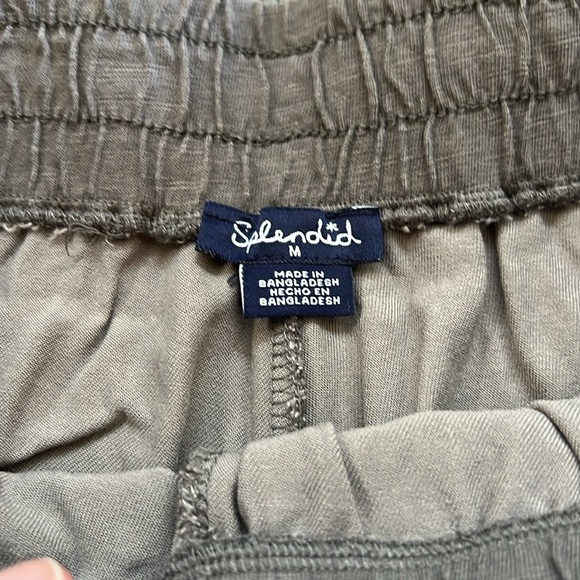 Splendid
M
MADE IN
BANGLADESH
HECHO EN
BANGLADESH